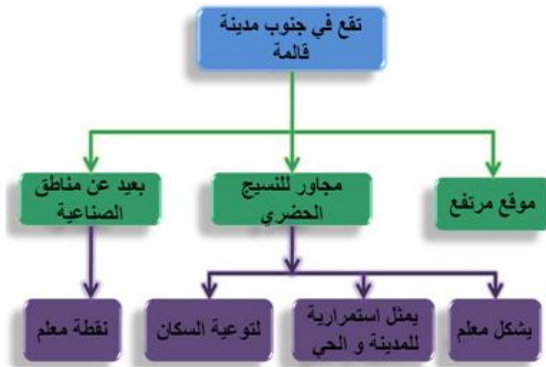 تقع في جنوب مدينة
قالمة
موقع مرتفع
مجاور للنسيج
الحضري
بعيد عن مناطق
الصناعية
يشكل معلم
يمثل استمرارية
للمدينة و الحي
لتوعية السكان
نقطة معلم